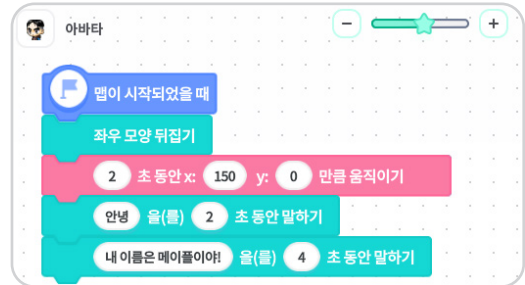 아바타
맵이 시작되었을 때
좌우 모양 뒤집기
2 초 동안 x: 150 y: 0 만큼 움직이기
안녕 을(를) 2 초 동안 말하기
내 이름은 메이플이야! 을(를) 4 초 동안 말하기